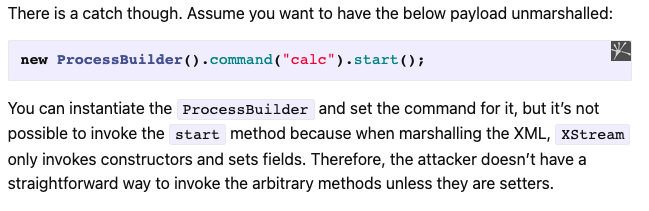 There is a catch though. Assume you want to have the below payload unmarshalled:
new ProcessBuilder().command("calc").start();
You can instantiate the ProcessBuilder and set the command for it, but it’s not
possible to invoke the start method because when marshalling the XML, XStream
only invokes constructors and sets fields. Therefore, the attacker doesn’t have a
straightforward way to invoke the arbitrary methods unless they are setters.